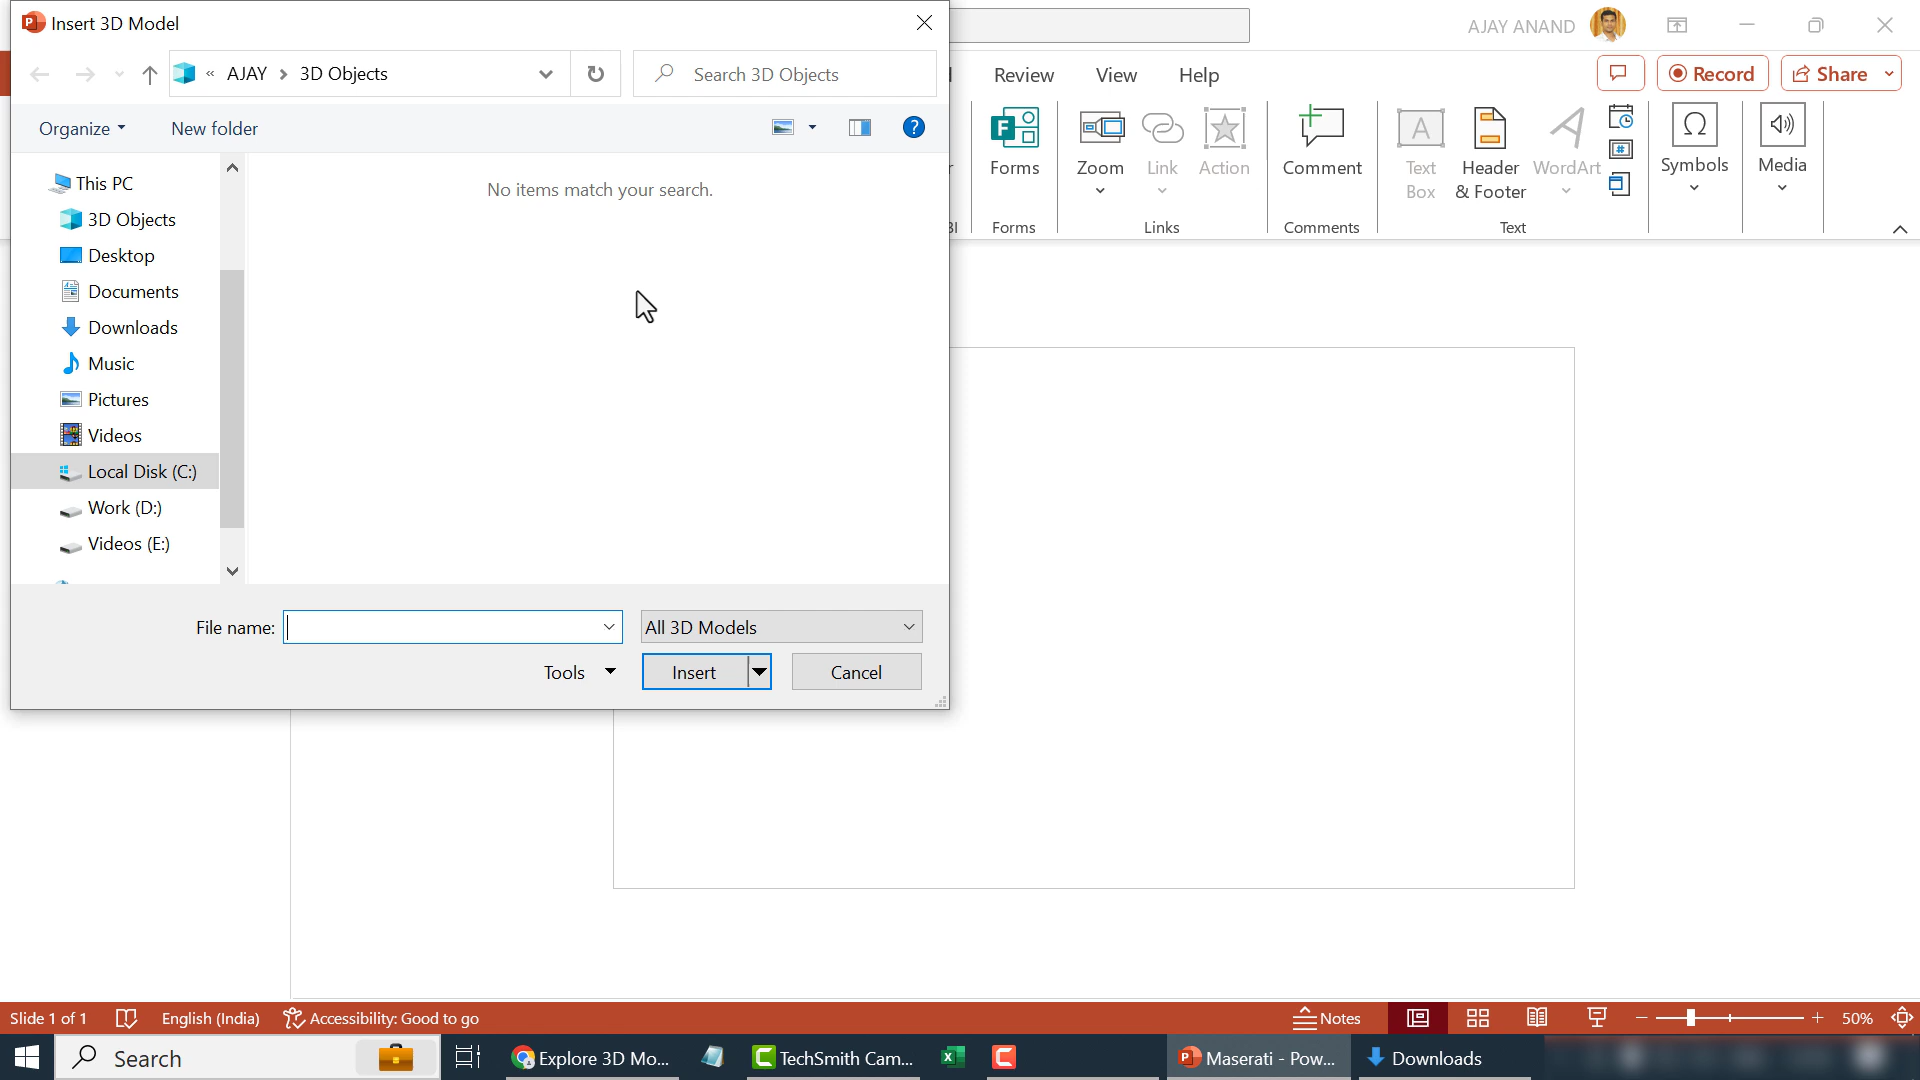 Insert 3D Model
AJAY ANAND
« AJAY > 3D Objects
Search 3D Objects
Review View Help
Record
Share
Organize
New folder
?
This PC
3D Objects
Desktop
Documents
Downloads
Music
Pictures
Videos
Local Disk (C:)
Work (D:)
Videos (E:)
No items match your search.
Forms
Zoom
Link
Action
Comment
Text
Box
Header
& Footer
WordArt
Symbols
Media
Forms
Links
Comments
Text
File name:
All 3D Models
Tools
Insert
Cancel
Slide 1 of 1
English (India)
Accessibility: Good to go
Notes
50%
Search
Explore 3D Mo...
TechSmith Cam...
Maserati - Pow...
Downloads